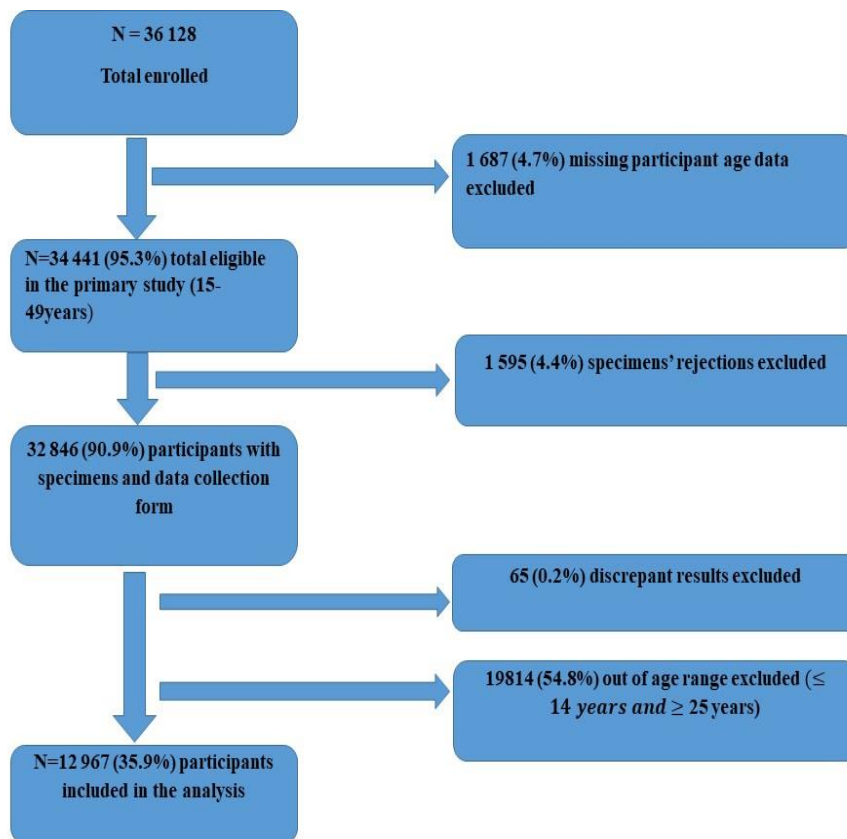 N = 36 128
Total enrolled
1 687 (4.7%) missing participant age data
excluded
N=34 441 (95.3%) total eligible
in the primary study (15-
49years)
1 595 (4.4%) specimens’ rejections excluded
32 846 (90.9%) participants with
specimens and data collection
form
65 (0.2%) discrepant results excluded
19814 (54.8%) out of age range excluded (≤
14 years and ≥ 25 years)
N=12 967 (35.9%) participants
included in the analysis